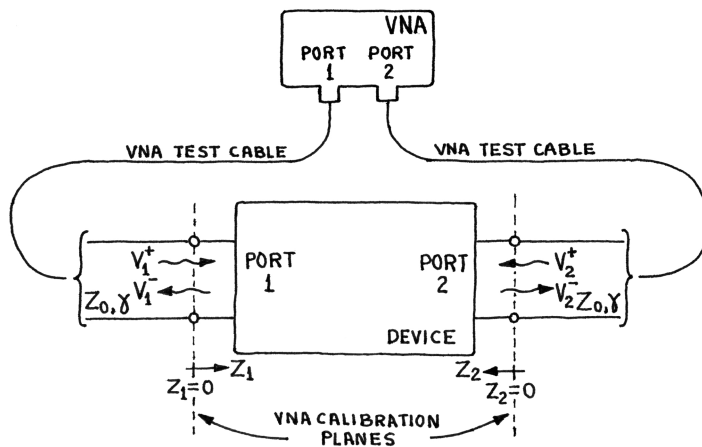 VNA
PORT 1
PORT 2
VNA TEST CABLE
VNA TEST CABLE
V₁⁺
V₁⁻
Z₀,γ
PORT 1
PORT 2
DEVICE
V₂⁺
V₂⁻
Z₀,γ
Z₁
Z₁=0
Z₂
Z₂=0
VNA CALIBRATION
PLANES